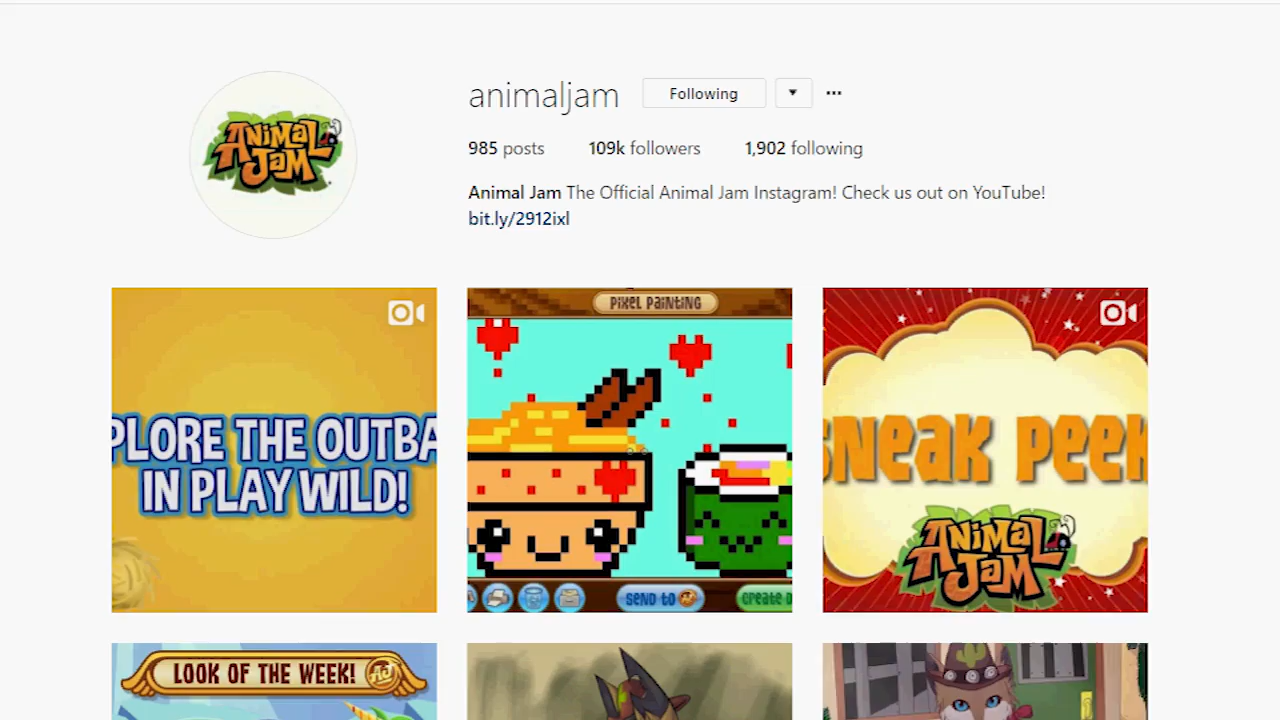 ANIMAL
JAM
animaljam Following ...
985 posts 109k followers 1,902 following
Animal Jam The Official Animal Jam Instagram! Check us out on YouTube!
bit.ly/2912ixl
PLORE THE OUTBA
IN PLAY WILD!
PIXEL PAINTING
SEND TO
CREATE
SNEAK PEEK
ANIMAL
JAM
LOOK OF THE WEEK! AJ